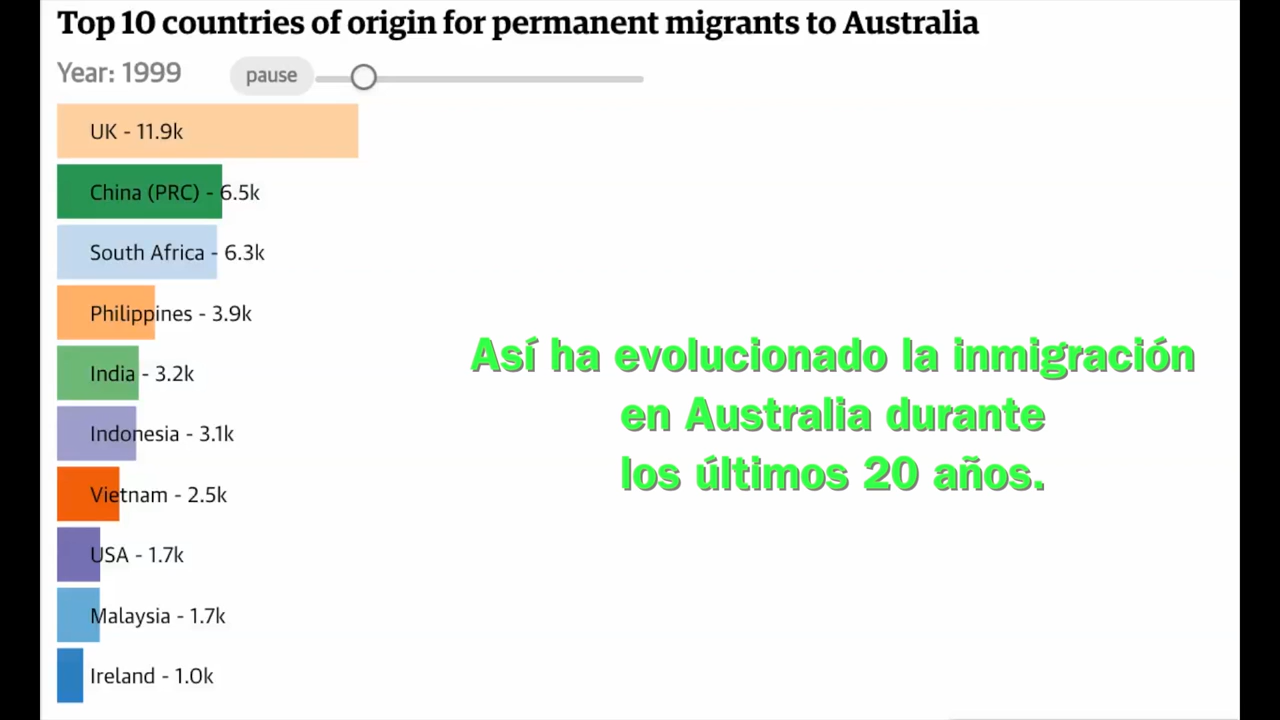 Top 10 countries of origin for permanent migrants to Australia
Year: 1999
pause
UK - 11.9k
China (PRC) - 6.5k
South Africa - 6.3k
Philippines - 3.9k
India - 3.2k
Indonesia - 3.1k
Vietnam - 2.5k
USA - 1.7k
Malaysia - 1.7k
Ireland - 1.0k
Así ha evolucionado la inmigración
en Australia durante
los últimos 20 años.